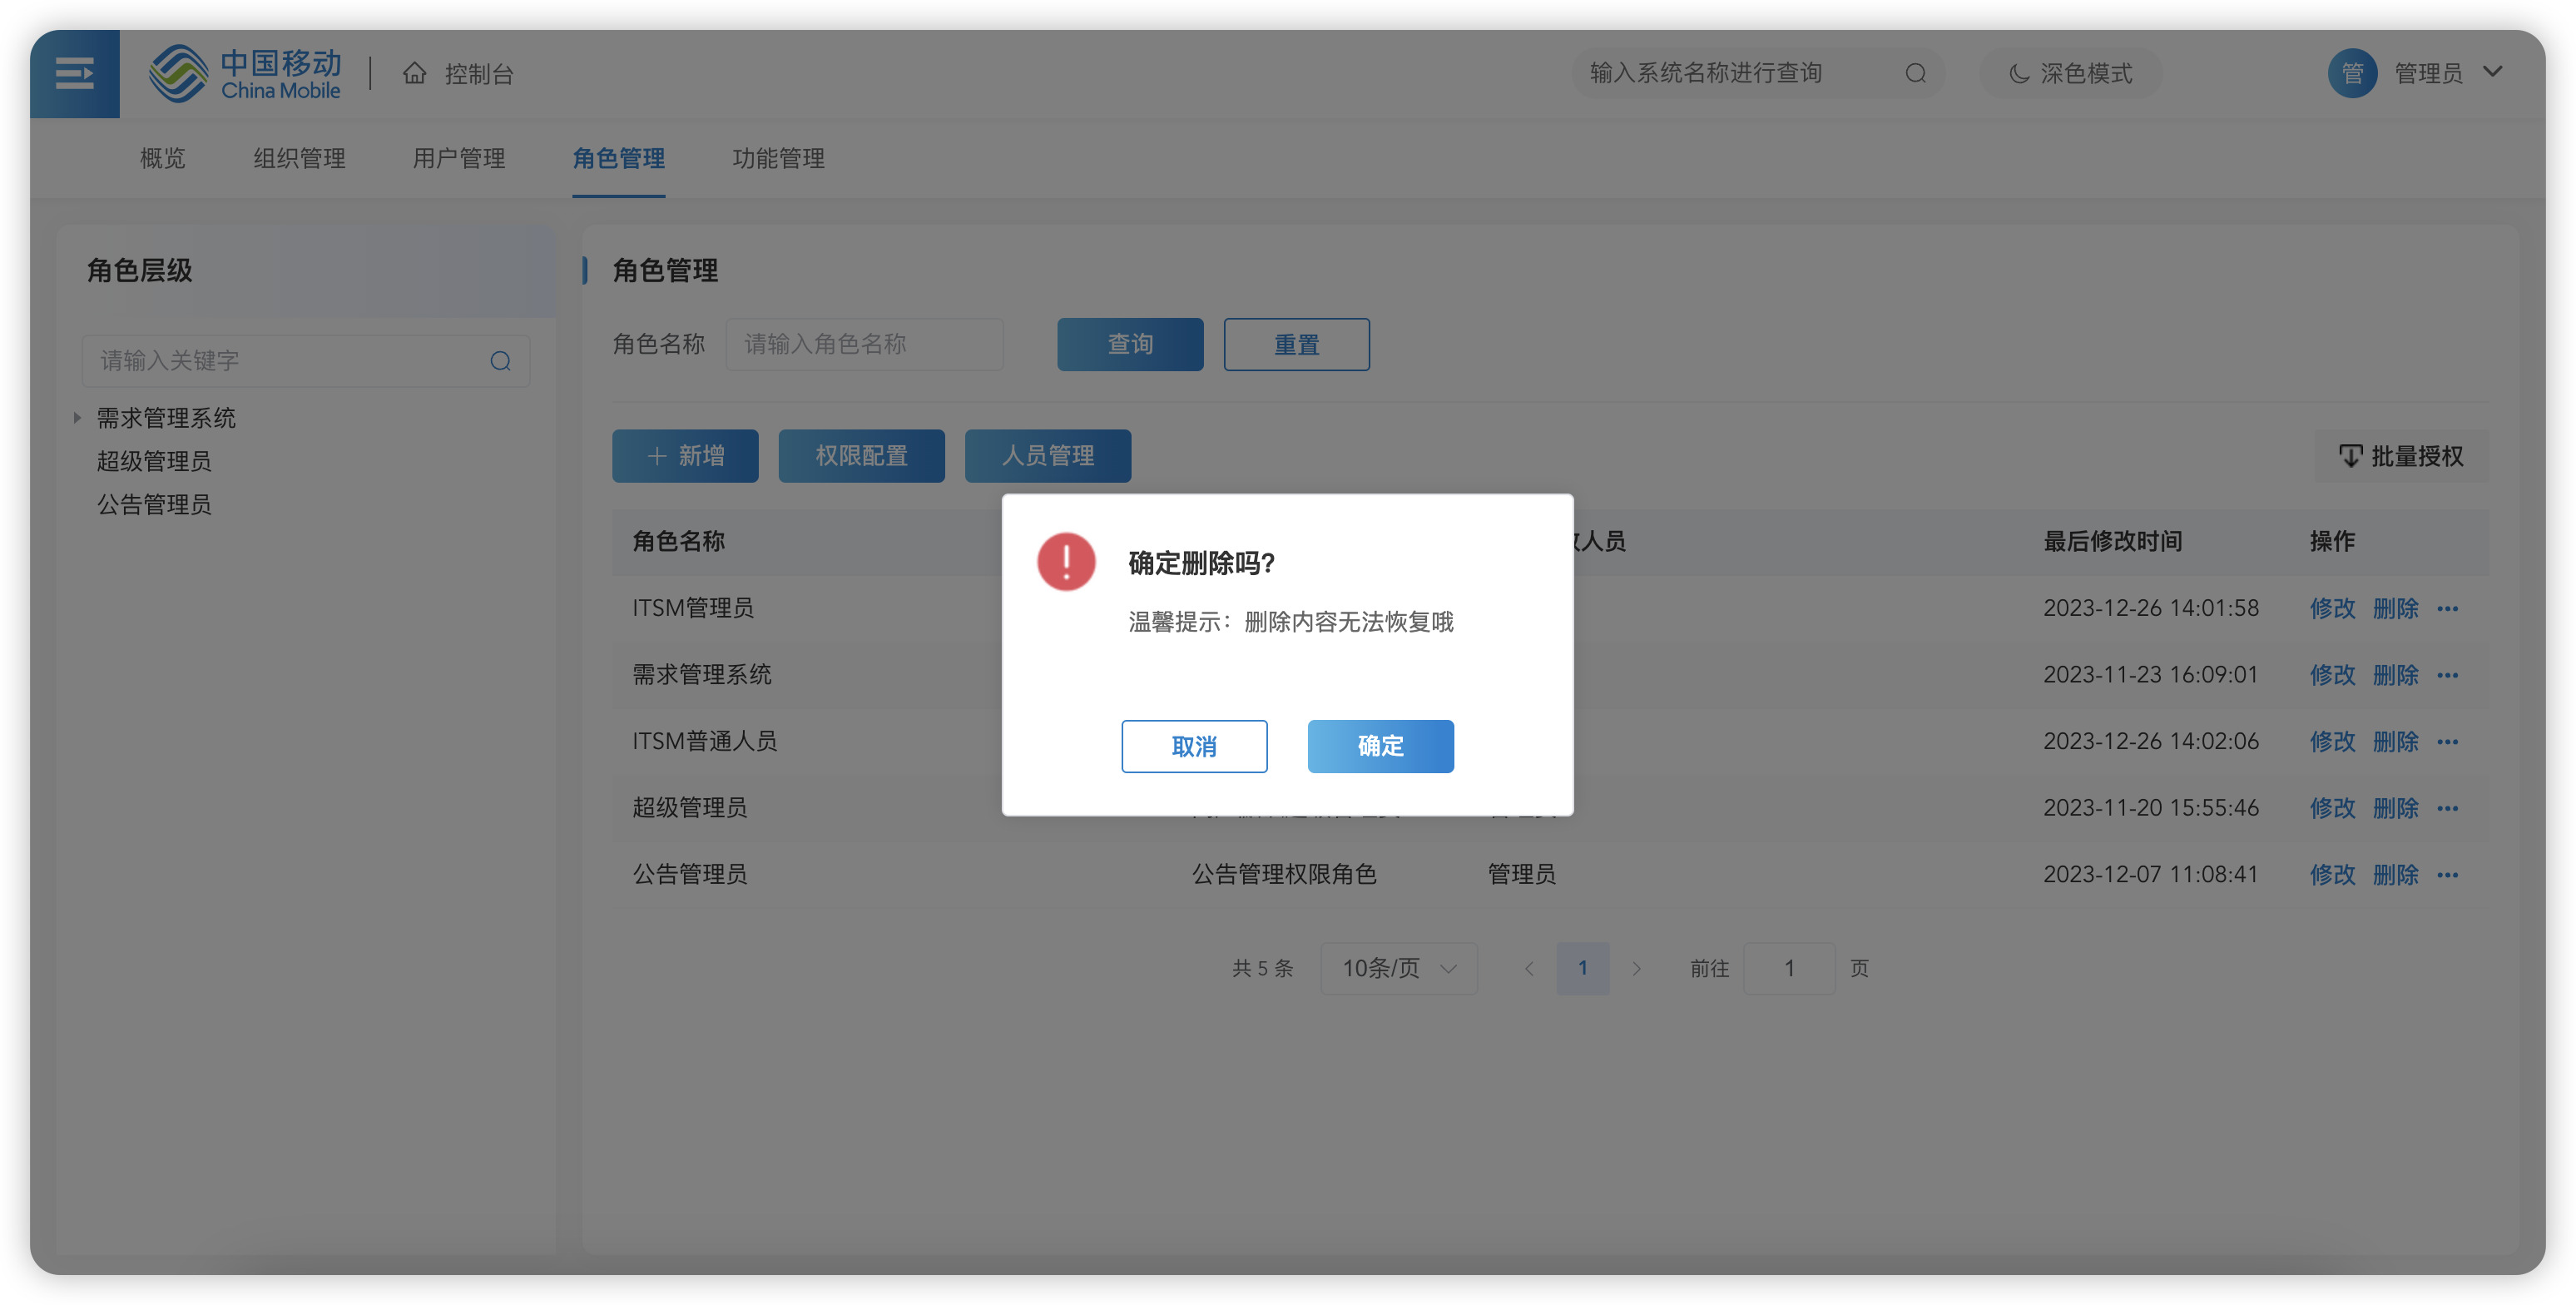 中国移动
China Mobile
控制台
输入系统名称进行查询
深色模式
管
管理员
概览
组织管理
用户管理
角色管理
功能管理
角色层级
请输入关键字
需求管理系统
超级管理员
公告管理员
角色管理
角色名称
请输入角色名称
查询
重置
新增
权限配置
人员管理
批量授权
角色名称
人员
最后修改时间
操作
ITSM管理员
2023-12-26 14:01:58
修改 删除
需求管理系统
2023-11-23 16:09:01
修改 删除
ITSM普通人员
2023-12-26 14:02:06
修改 删除
超级管理员
2023-11-20 15:55:46
修改 删除
公告管理员
公告管理权限角色
管理员
2023-12-07 11:08:41
修改 删除
确定删除吗?
温馨提示：删除内容无法恢复哦
取消
确定
共 5 条
10条/页
1
前往
1
页